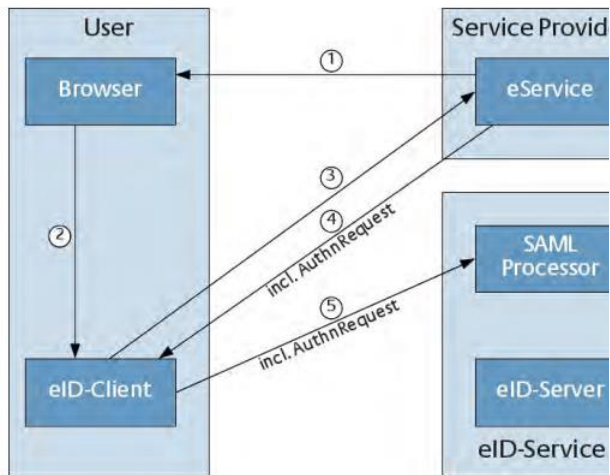 User
Service Provid
①
Browser
eService
③
④
②
incl. AuthnRequest
SAML
Processor
⑤
incl. AuthnRequest
eID-Client
eID-Server
eID-Service